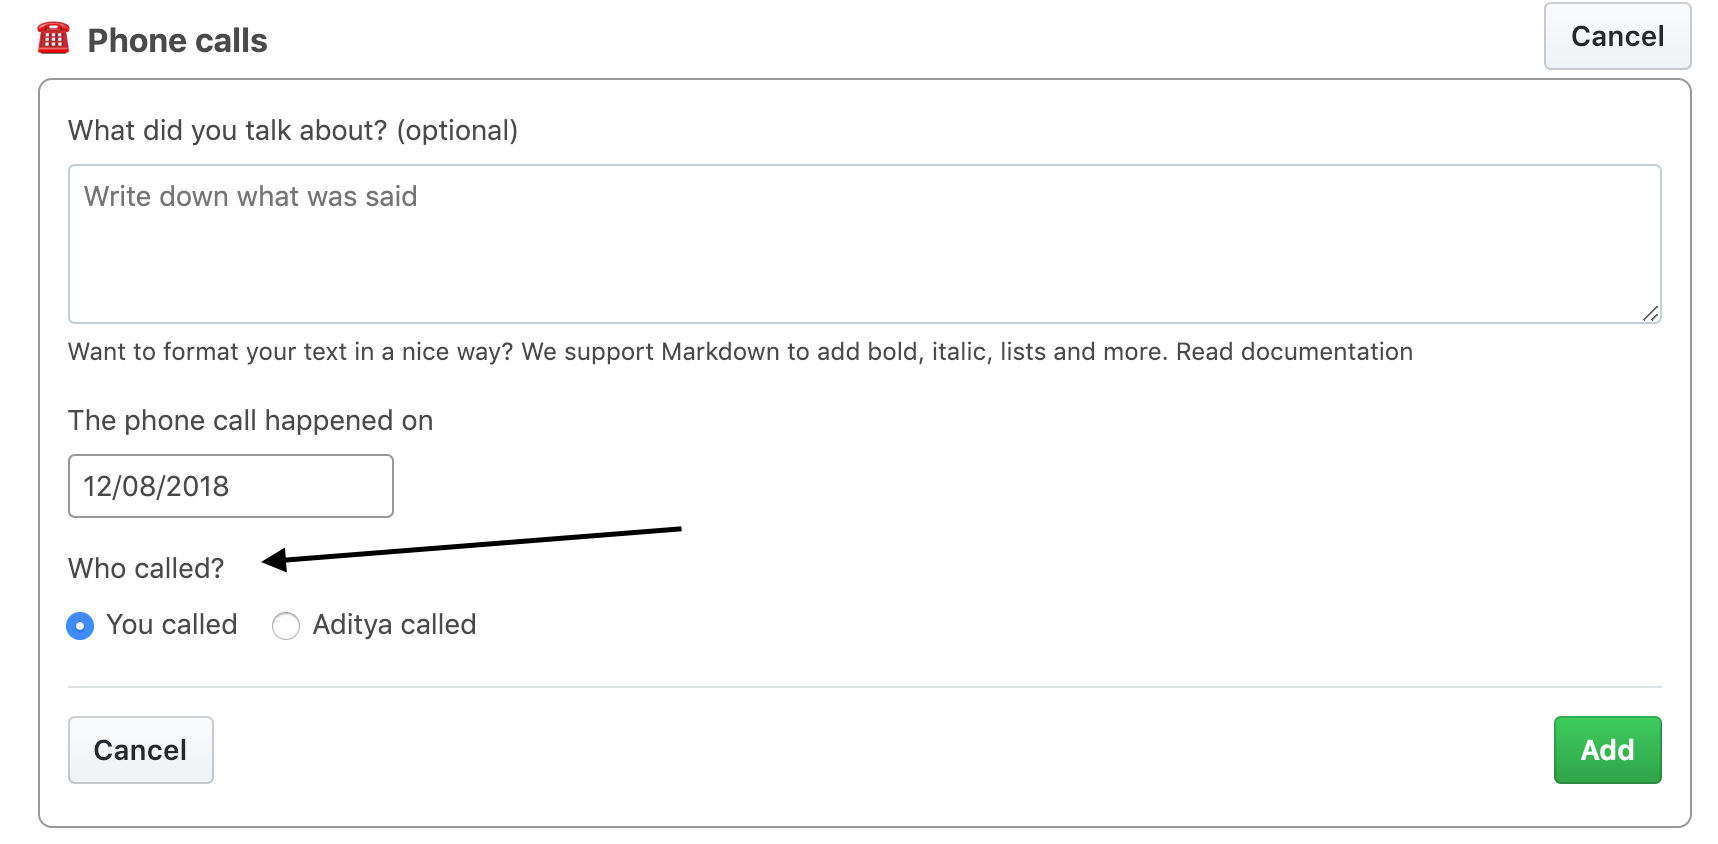 Phone calls
Cancel
What did you talk about? (optional)
Write down what was said
Want to format your text in a nice way? We support Markdown to add bold, italic, lists and more. Read documentation
The phone call happened on
12/08/2018
Who called?
You called Aditya called
Cancel
Add